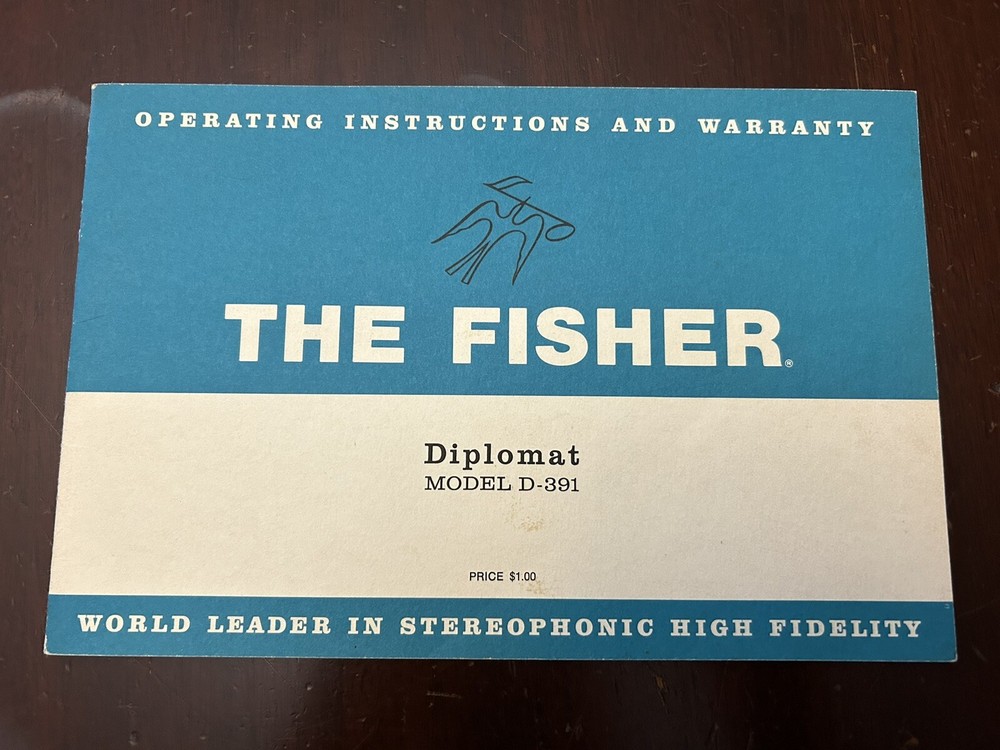 OPERATING INSTRUCTIONS AND WARRANTY
THE FISHER®
Diplomat
MODEL D-391
PRICE $1.00
WORLD LEADER IN STEREOPHONIC HIGH FIDELITY